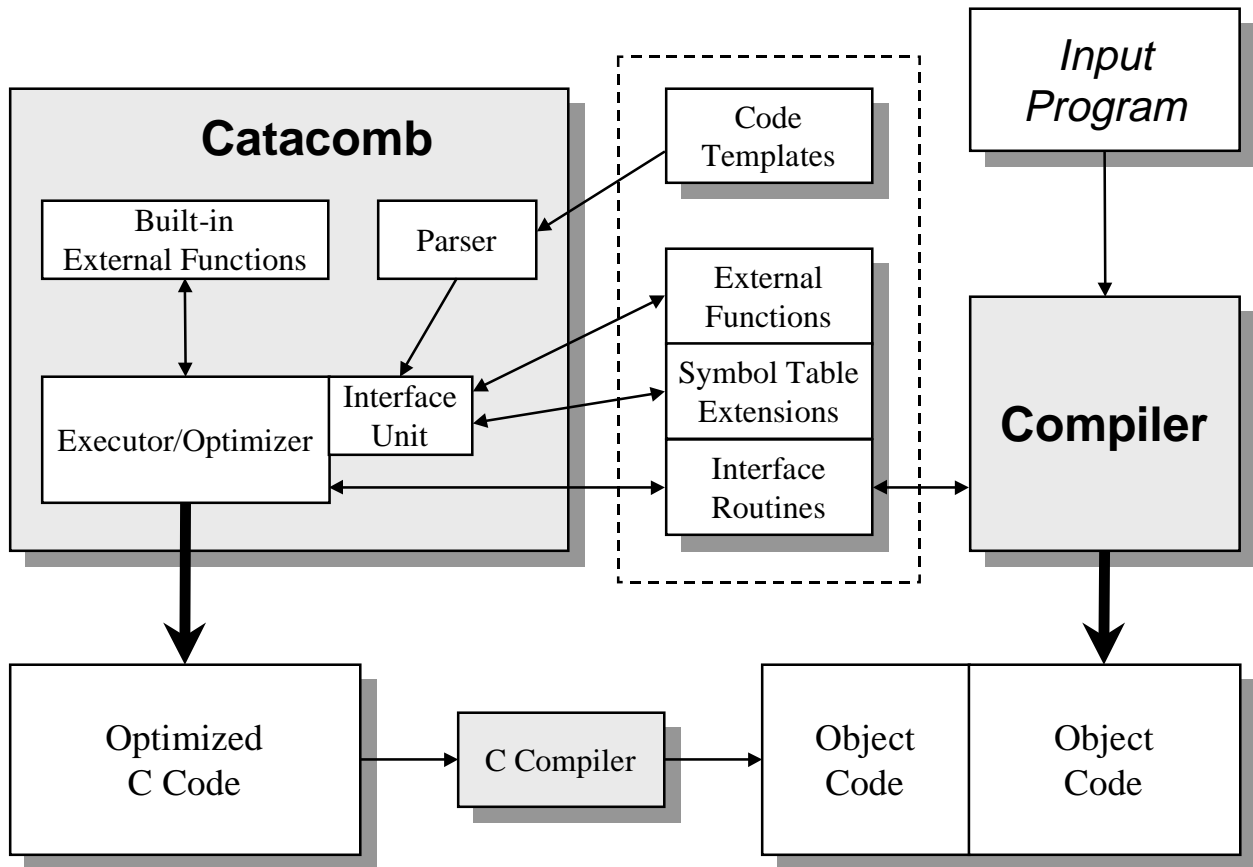 Input
Program
Catacomb
Code
Templates
Built-in
External Functions
Parser
External
Functions
Symbol Table
Extensions
Interface
Routines
Interface
Unit
Executor/Optimizer
Compiler
Optimized
C Code
C Compiler
Object
Code
Object
Code